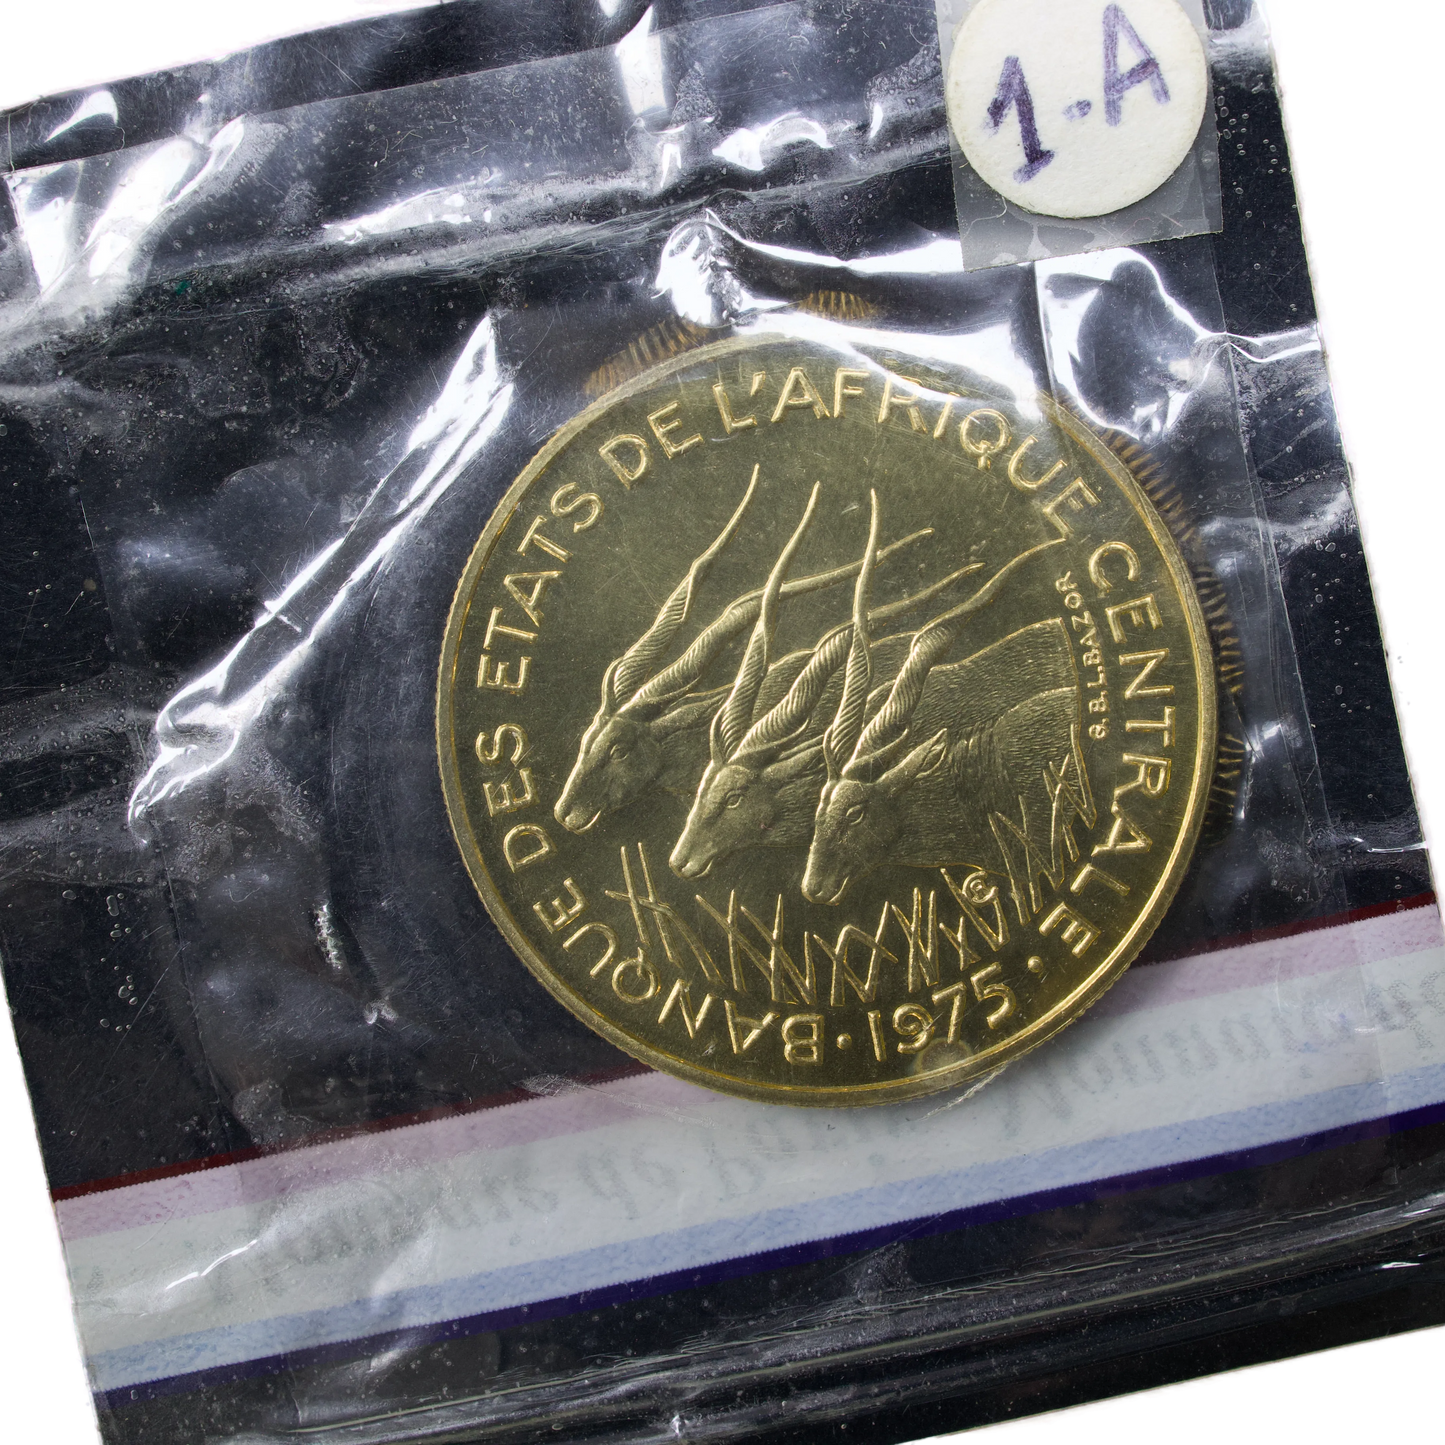 1.A
BANQUE DES ETATS DE L'AFRIQUE CENTRALE
G.B.L.BAZOR
· 1975 ·